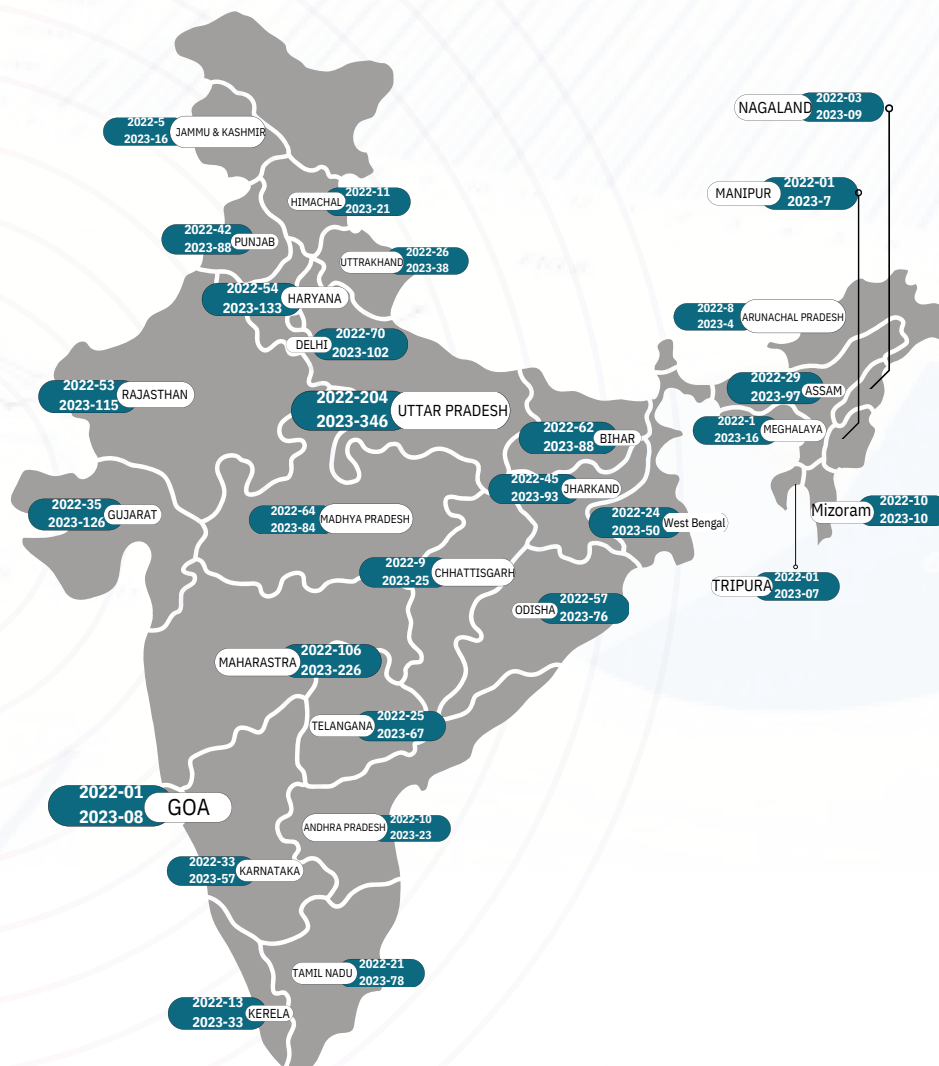 NAGALAND
2022-03
2023-09
2022-5
2023-16
JAMMU & KASHMIR
MANIPUR
2022-01
2023-7
HIMACHAL
2022-11
2023-21
2022-42
2023-88
PUNJAB
UTTRAKHAND
2022-26
2023-38
2022-54
2023-133
HARYANA
2022-8
2023-4
ARUNACHAL PRADESH
DELHI
2022-70
2023-102
2022-53
2023-115
RAJASTHAN
2022-204
2023-346
UTTAR PRADESH
2022-29
2023-97
ASSAM
2022-1
2023-16
MEGHALAYA
2022-62
2023-88
BIHAR
2022-45
2023-93
JHARKAND
2022-35
2023-126
GUJARAT
2022-64
2023-84
MADHYA PRADESH
2022-24
2023-50
West Bengal
Mizoram
2022-10
2023-10
2022-9
2023-25
CHHATTISGARH
TRIPURA
2022-01
2023-07
ODISHA
2022-57
2023-76
MAHARASTRA
2022-106
2023-226
TELANGANA
2022-25
2023-67
2022-01
2023-08
GOA
ANDHRA PRADESH
2022-10
2023-23
2022-33
2023-57
KARNATAKA
TAMIL NADU
2022-21
2023-78
2022-13
2023-33
KERELA